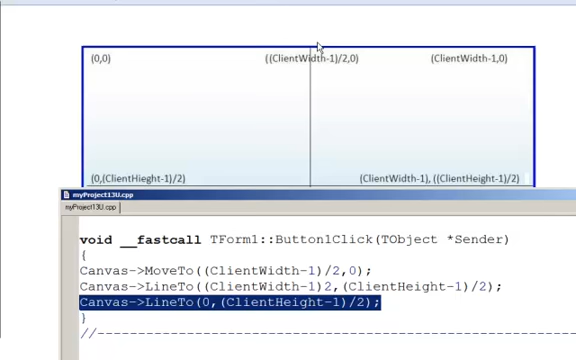 (0,0) ((ClientWidth-1)/2,0) (ClientWidth-1,0)
(0,(ClientHieght-1)/2) (ClientWidth-1), ((ClientHeight-1)/2)
myProject13U.cpp
myProject13U.cpp
void __fastcall TForm1::Button1Click(TObject *Sender)
{
Canvas->MoveTo((ClientWidth-1)/2,0);
Canvas->LineTo((ClientWidth-1)2,(ClientHeight-1)/2);
Canvas->LineTo(0,(ClientHeight-1)/2);
}
//------------------------------------------------------------